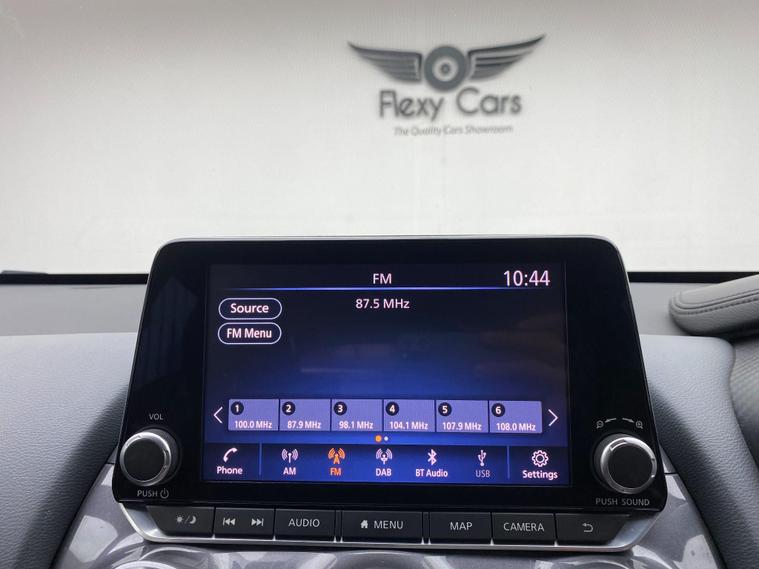 Flexy Cars
The Quality Cars Showroom
FM
10:44
Source
87.5 MHz
FM Menu
1 2 3 4 5 6
100.0 MHz 87.9 MHz 98.1 MHz 104.1 MHz 107.9 MHz 108.0 MHz
Phone AM FM DAB BT Audio USB Settings
VOL
PUSH
PUSH SOUND
AUDIO MENU MAP CAMERA